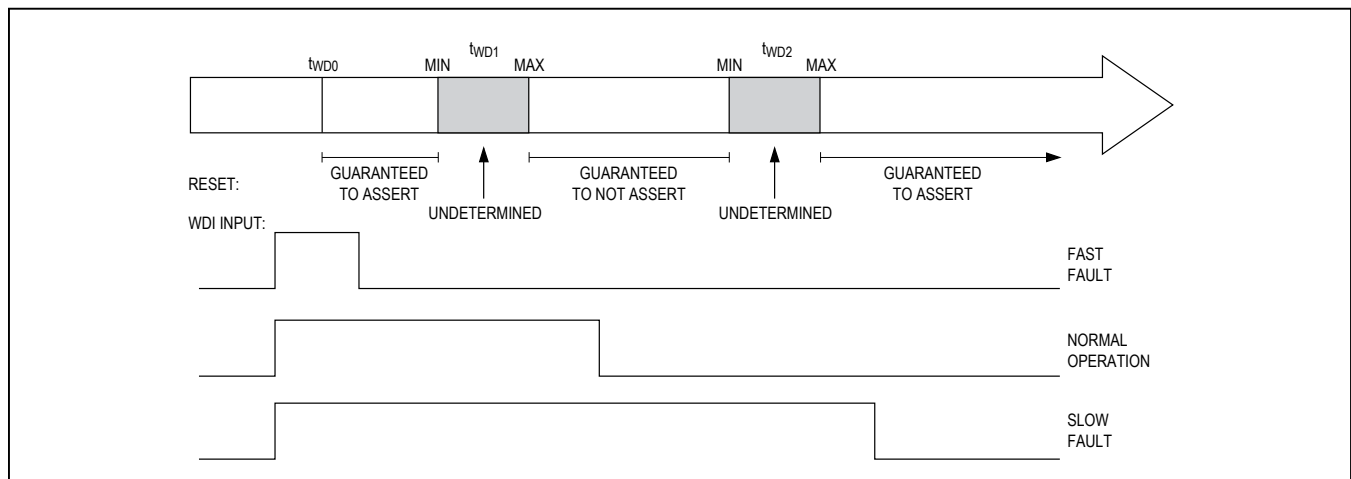 tWD1
tWD2
tWD0
MIN
MAX
MIN
MAX
GUARANTEED
TO ASSERT
GUARANTEED
TO NOT ASSERT
GUARANTEED
TO ASSERT
RESET:
UNDETERMINED
UNDETERMINED
WDI INPUT:
FAST
FAULT
NORMAL
OPERATION
SLOW
FAULT